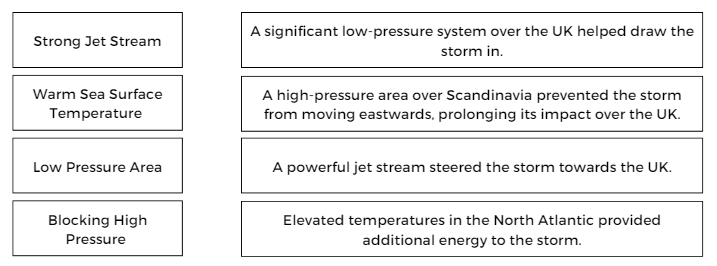 Strong Jet Stream
A significant low-pressure system over the UK helped draw the
storm in.
Warm Sea Surface
Temperature
A high-pressure area over Scandinavia prevented the storm
from moving eastwards, prolonging its impact over the UK.
Low Pressure Area
A powerful jet stream steered the storm towards the UK.
Blocking High
Pressure
Elevated temperatures in the North Atlantic provided
additional energy to the storm.